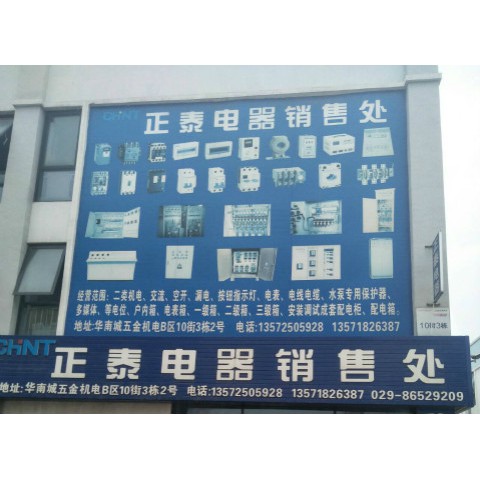 CHNT 正泰电器销售处
经营范围：二类机电、交流、空开、漏电、按钮指示灯、电表、电线电缆、水泵专用保护器、
多媒体、等电位、户内箱、电表箱、一级箱、二级箱、三级箱、安装调试成套配电柜、配电箱
地址:华南城五金机电B区10街3栋2号 电话:13572505928 13571826387
10街3栋
CHNT 正泰电器销售处
地址:华南城五金机电B区10街3栋2号 电话:13572505928 13571826387 029-86529209